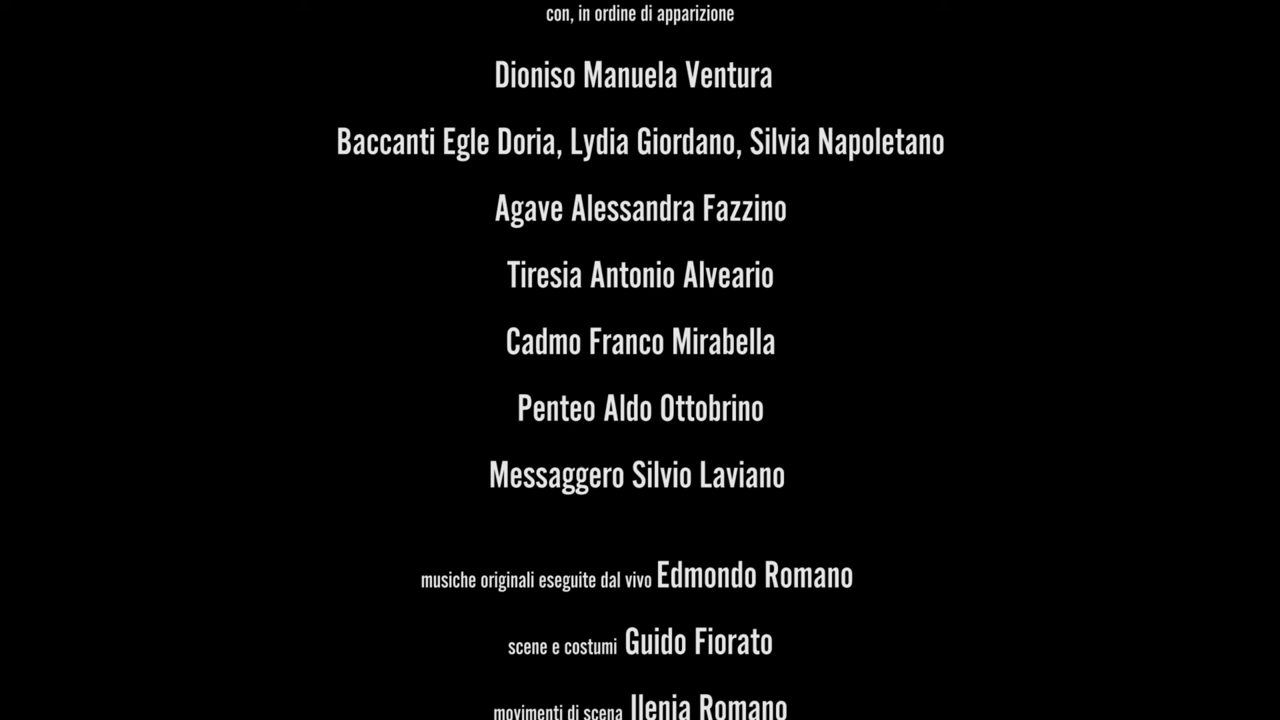 con, in ordine di apparizione
Dioniso Manuela Ventura
Baccanti Egle Doria, Lydia Giordano, Silvia Napoletano
Agave Alessandra Fazzino
Tiresia Antonio Alveario
Cadmo Franco Mirabella
Penteo Aldo Ottobrino
Messaggero Silvio Laviano
musiche originali eseguite dal vivo Edmondo Romano
scene e costumi Guido Fiorato
movimenti di scena Ilenia Romano